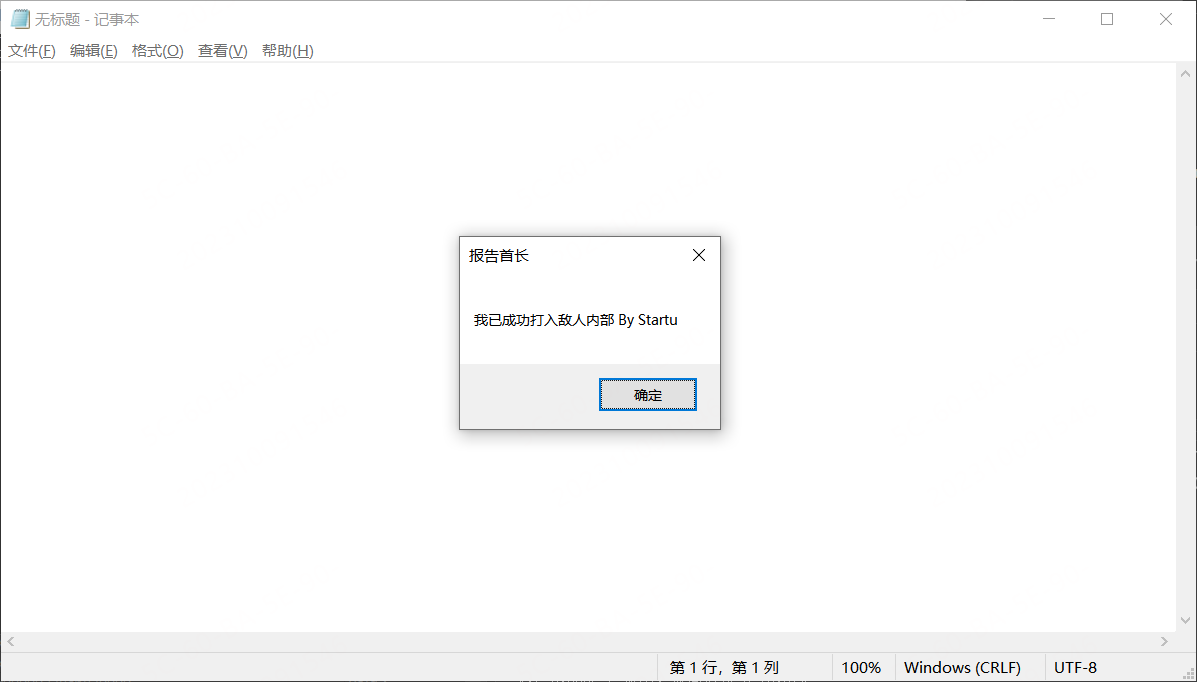 无标题 - 记事本
文件(F) 编辑(E) 格式(O) 查看(V) 帮助(H)
报告首长
我已成功打入敌人内部 By Startu
确定
第 1 行，第 1 列 100% Windows (CRLF) UTF-8